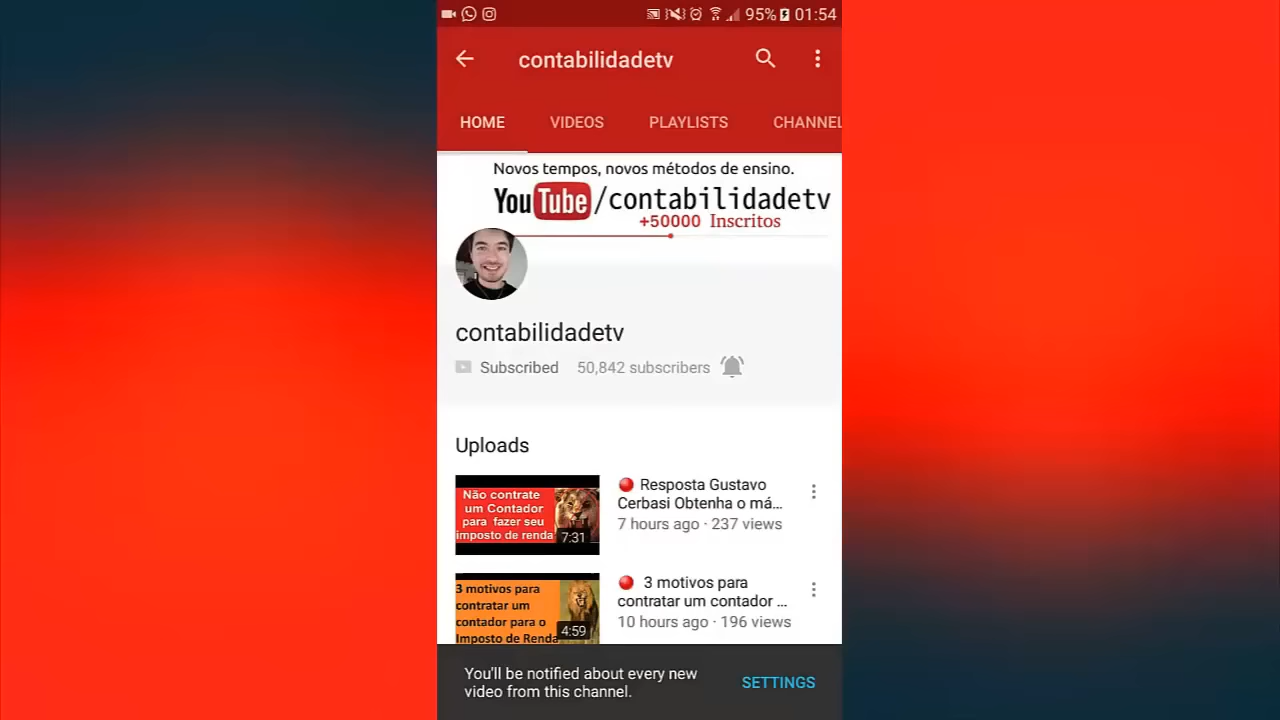 95% 01:54
contabilidadetv
HOME VIDEOS PLAYLISTS CHANNEL
Novos tempos, novos métodos de ensino.
YouTube/contabilidadetv
+50000 Inscritos
contabilidadetv
Subscribed 50,842 subscribers
Uploads
Não contrate
um Contador
para fazer seu
imposto de renda
7:31
Resposta Gustavo
Cerbasi Obtenha o má...
7 hours ago · 237 views
3 motivos para
contratar um
contador para o
Imposto de Renda
4:59
3 motivos para
contratar um contador ...
10 hours ago · 196 views
You'll be notified about every new
video from this channel.
SETTINGS